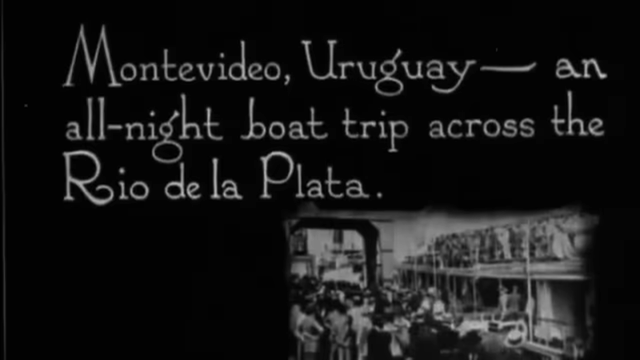 Montevideo, Uruguay — an
all-night boat trip across the
Rio de la Plata.